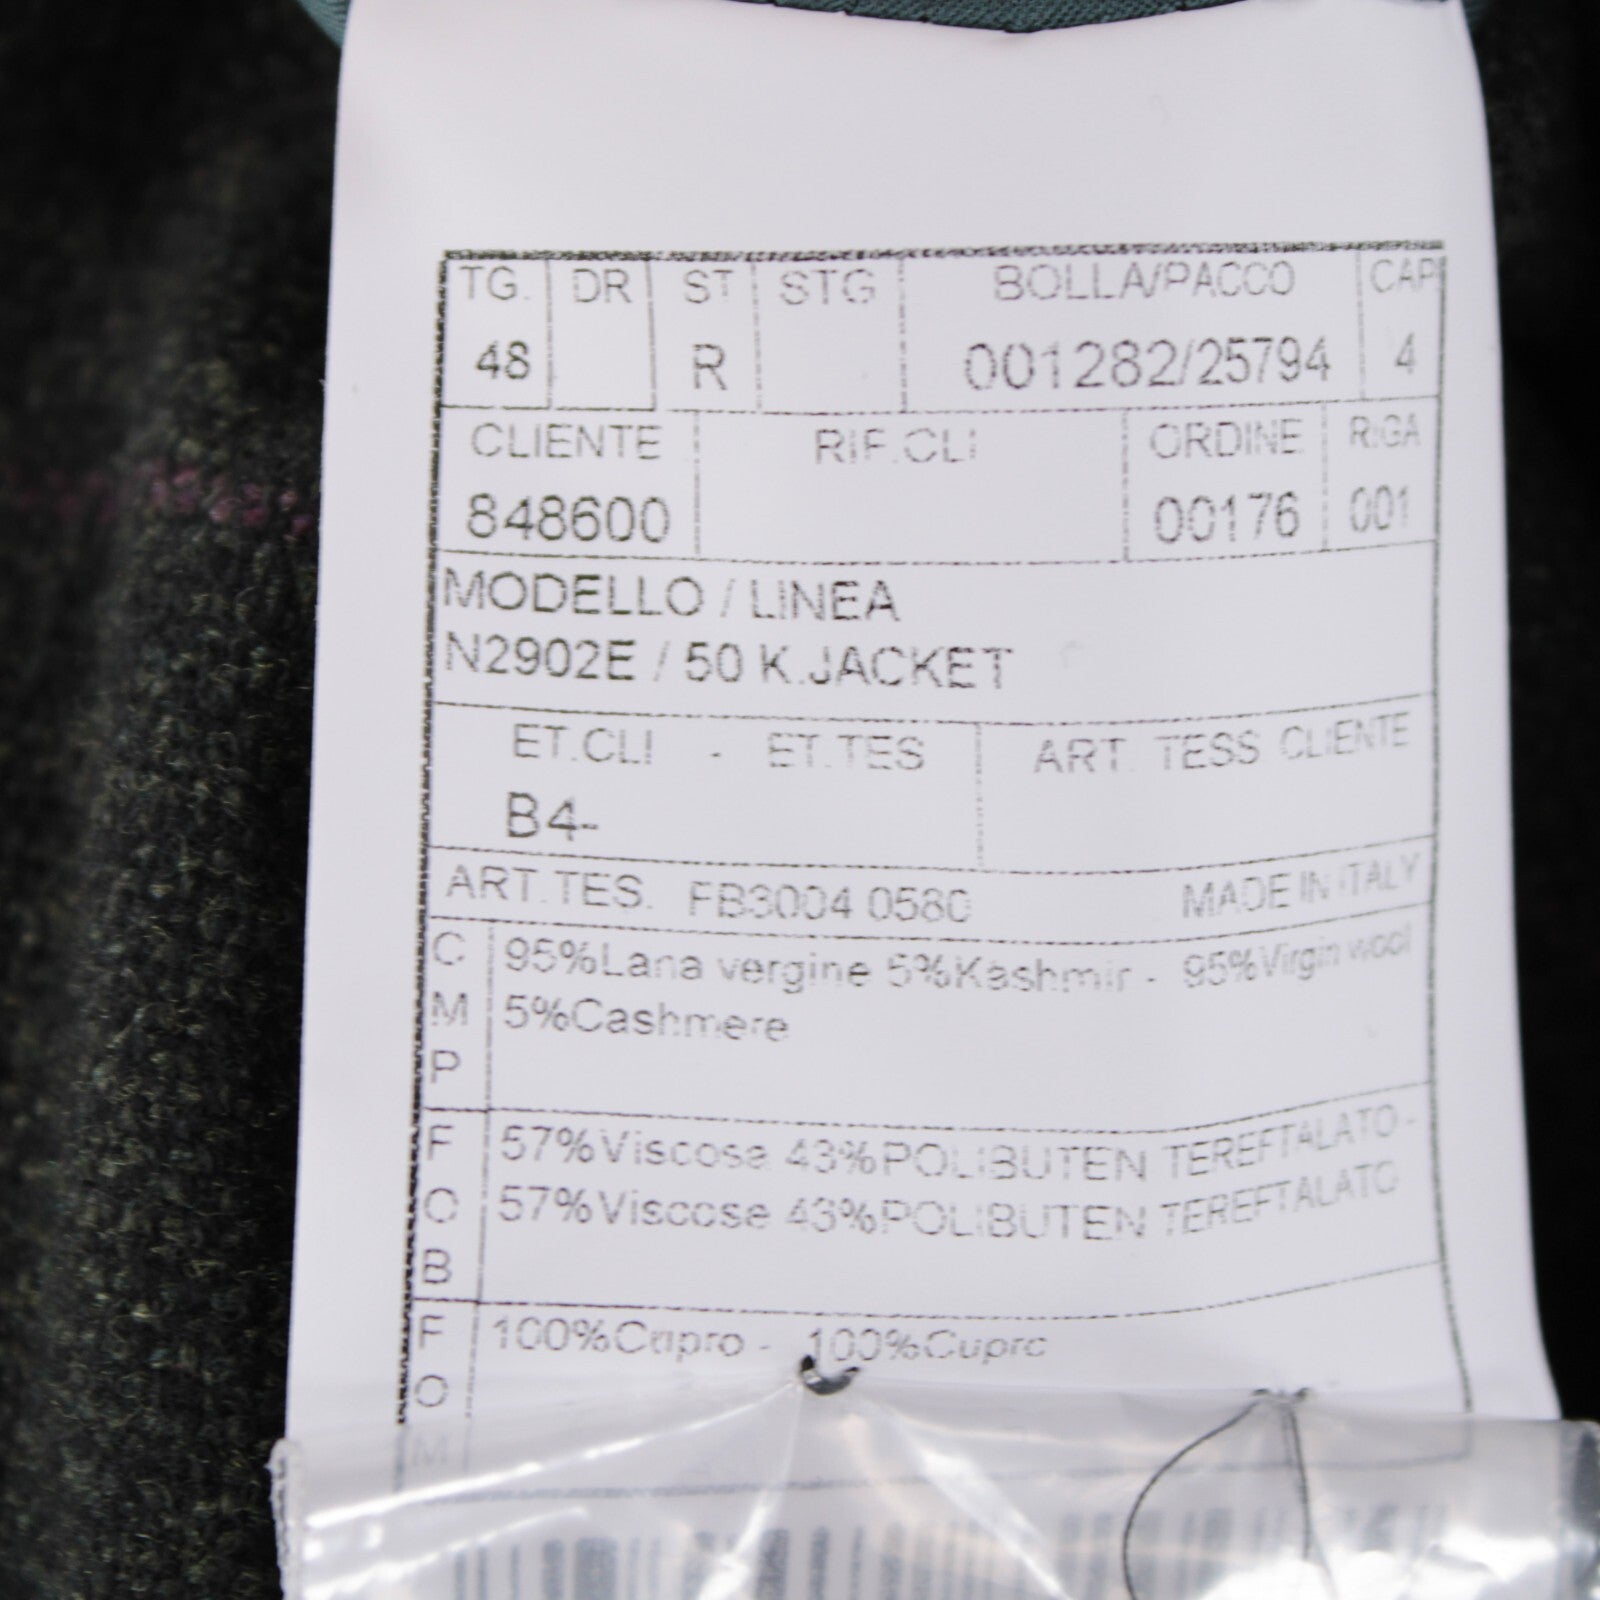 TG. DR ST STG BOLLA/PACCO CAP
48 R 001282/25794 4
CLIENTE RIF.CLI ORDINE RIGA
848600 00176 001
MODELLO / LINEA
N2902E / 50 K.JACKET
ET.CLI - ET.TES ART. TESS CLIENTE
B4-
ART.TES. FB3004 0580 MADE IN ITALY
C 95%Lana vergine 5%Kashmir - 95%Virgin wool
M 5%Cashmere
P
F 57%Viscosa 43%POLIBUTEN TEREFTALATO -
O 57%Viscose 43%POLIBUTEN TEREFTALATO
B
F 100%Cupro - 100%Cupro
O
M